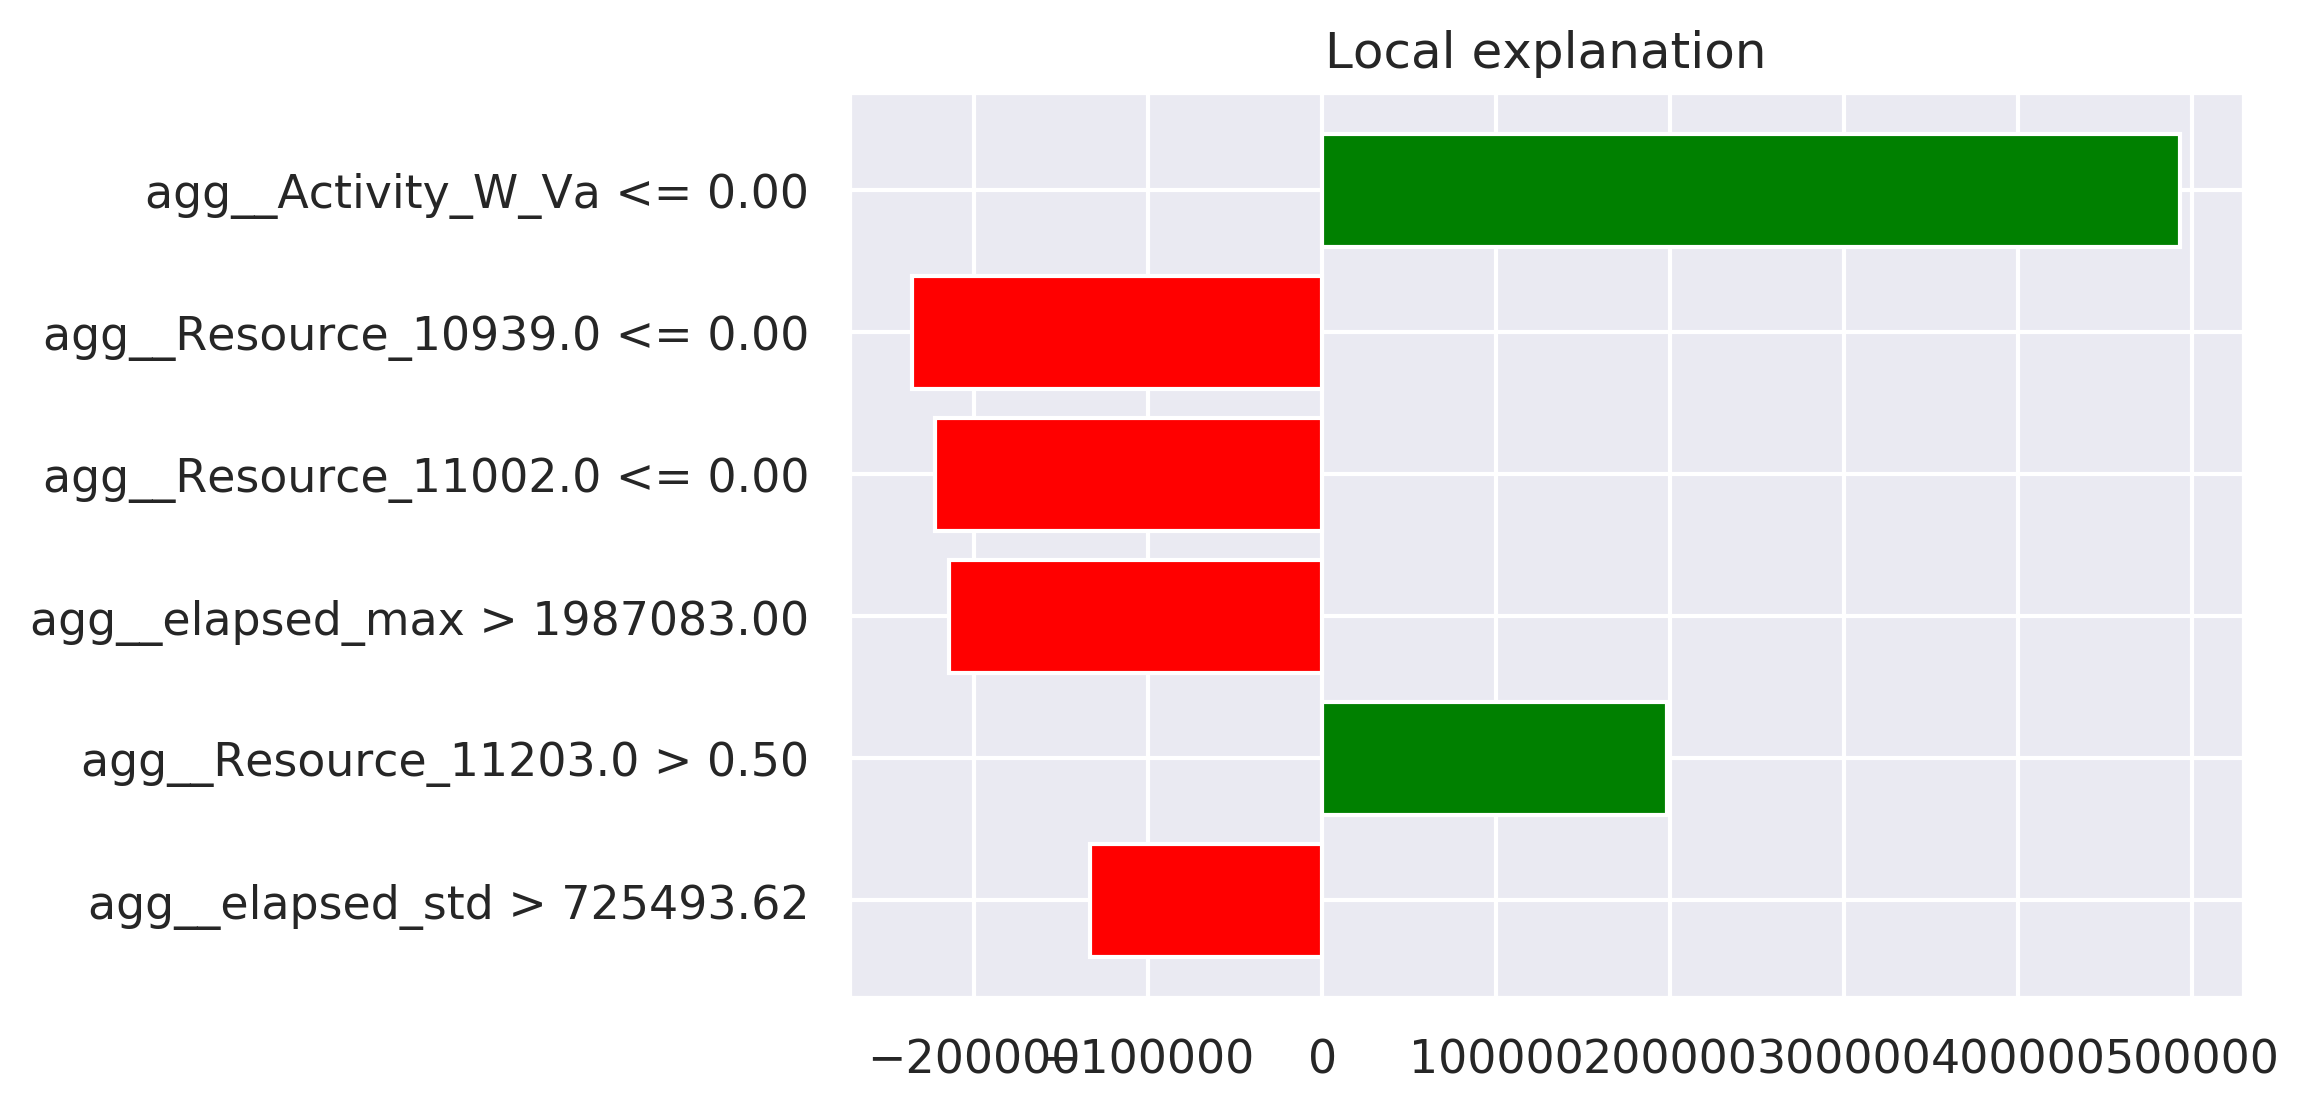 Local explanation
agg__Activity_W_Va <= 0.00
agg__Resource_10939.0 <= 0.00
agg__Resource_11002.0 <= 0.00
agg__elapsed_max > 1987083.00
agg__Resource_11203.0 > 0.50
agg__elapsed_std > 725493.62
−200000 −100000 0 100000 200000 300000 400000 500000